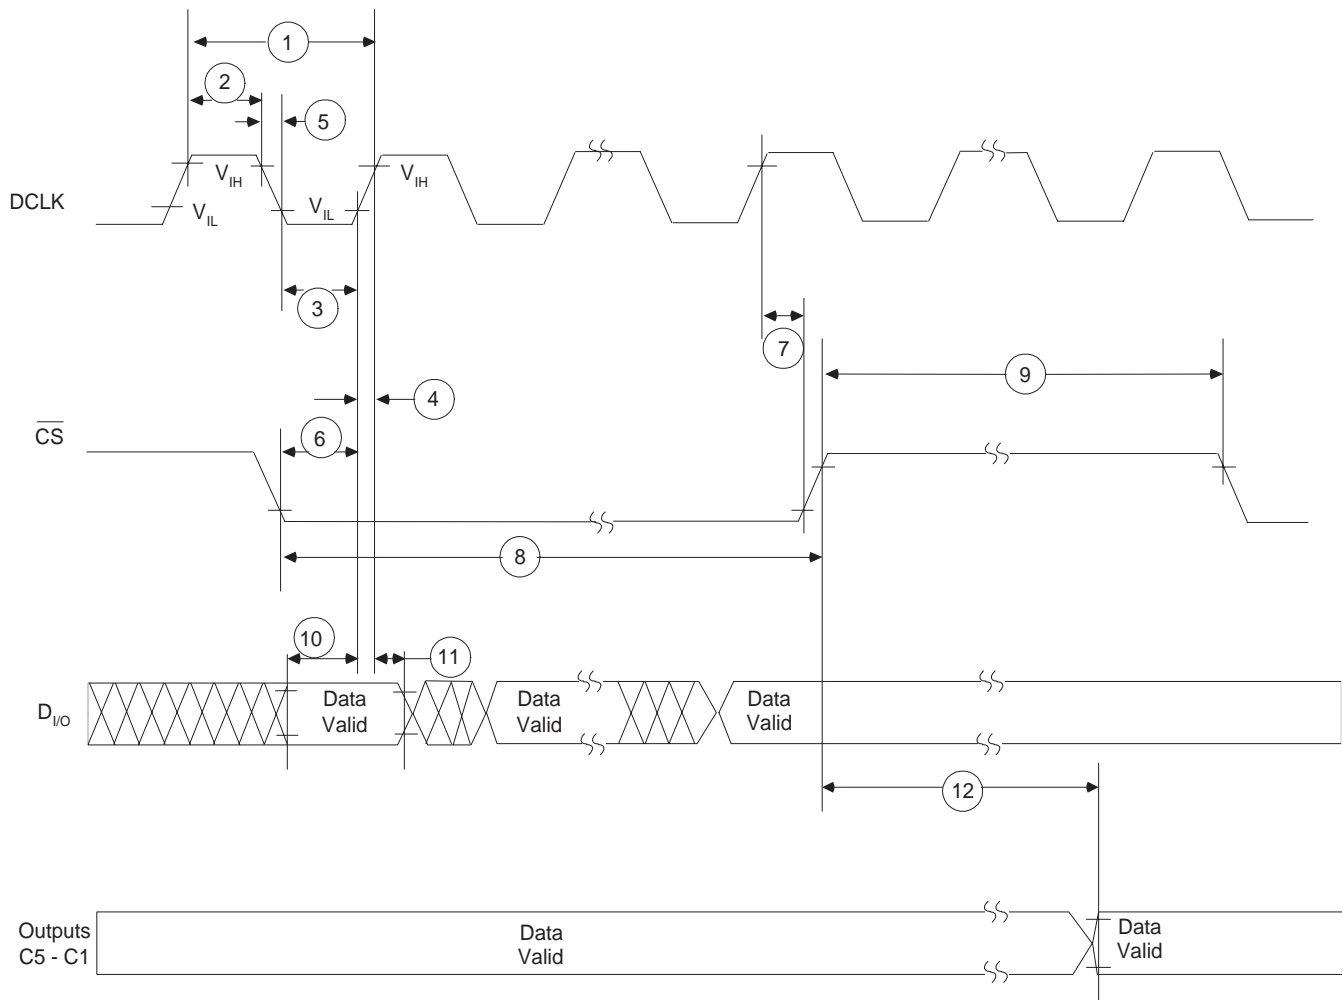 1
2
5
V_IH
V_IH
DCLK
V_IL
V_IL
3
7
9
4
CS
6
8
10
11
D_I/O
Data
Valid
Data
Valid
Data
Valid
12
Outputs
C5 - C1
Data
Valid
Data
Valid